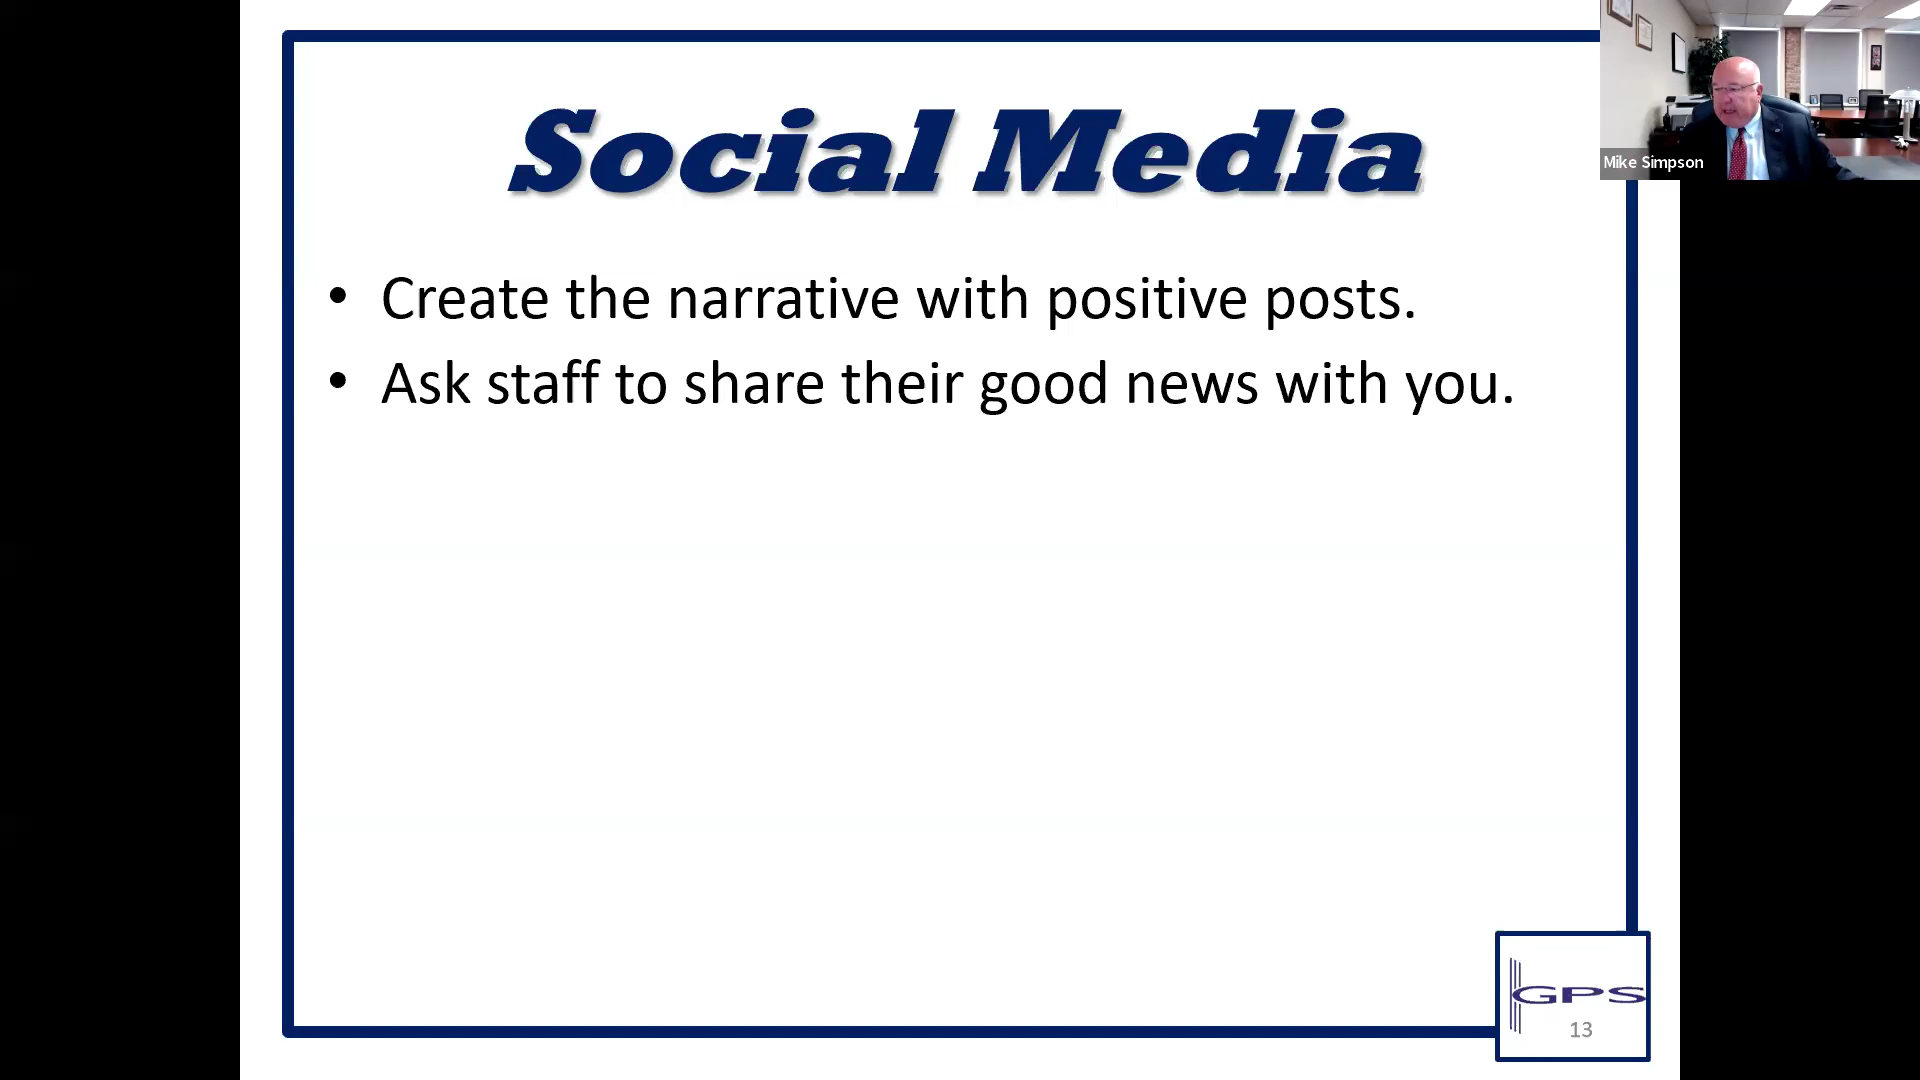 Social Media
• Create the narrative with positive posts.
• Ask staff to share their good news with you.
Mike Simpson
GPS
13